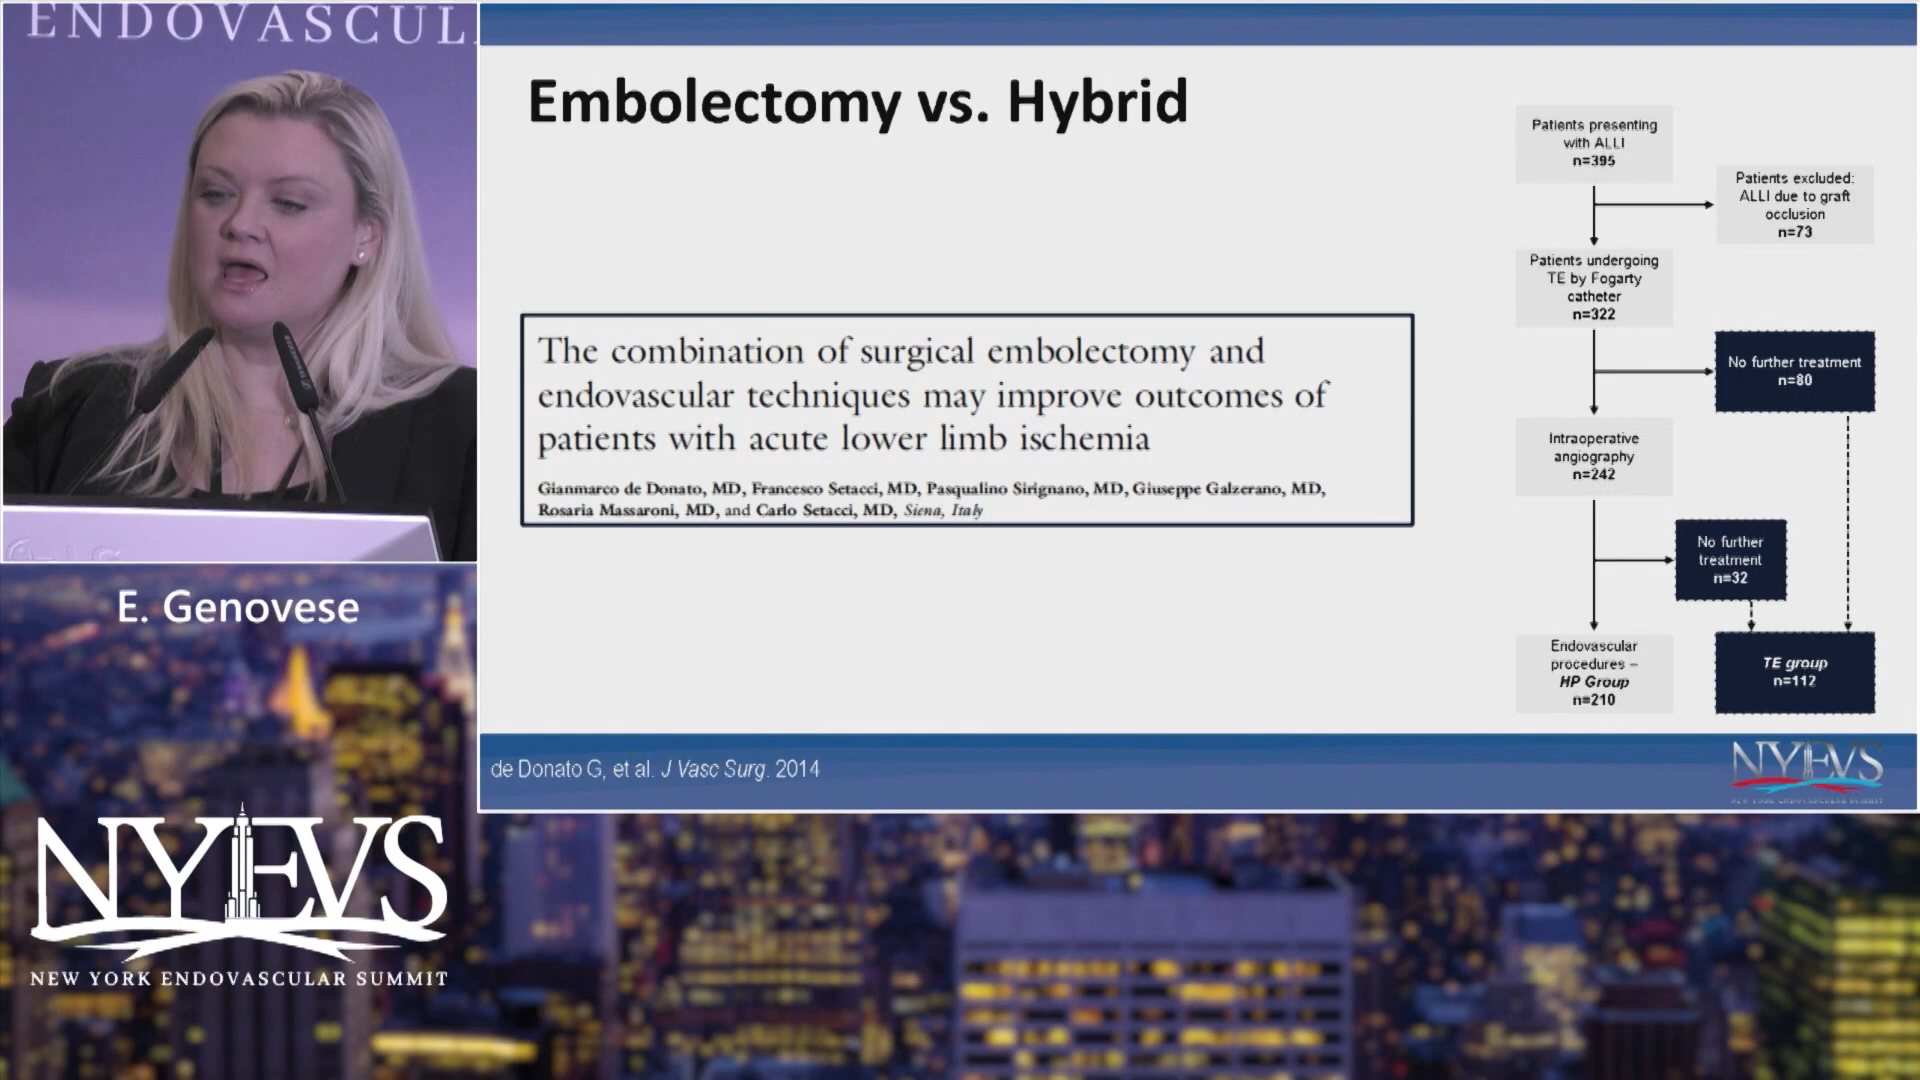 ENDOVASCUL
Embolectomy vs. Hybrid
The combination of surgical embolectomy and
endovascular techniques may improve outcomes of
patients with acute lower limb ischemia
Gianmarco de Donato, MD, Francesco Setacci, MD, Pasqualino Sirignano, MD, Giuseppe Galzerano, MD,
Rosaria Massaroni, MD, and Carlo Setacci, MD, Siena, Italy
Patients presenting
with ALLI
n=395
Patients excluded:
ALLI due to graft
occlusion
n=73
Patients undergoing
TE by Fogarty
catheter
n=322
No further treatment
n=80
Intraoperative
angiography
n=242
No further
treatment
n=32
Endovascular
procedures –
HP Group
n=210
TE group
n=112
de Donato G, et al. J Vasc Surg. 2014
NYEVS
NEW YORK ENDOVASCULAR SUMMIT
E. Genovese
NYEVS
NEW YORK ENDOVASCULAR SUMMIT